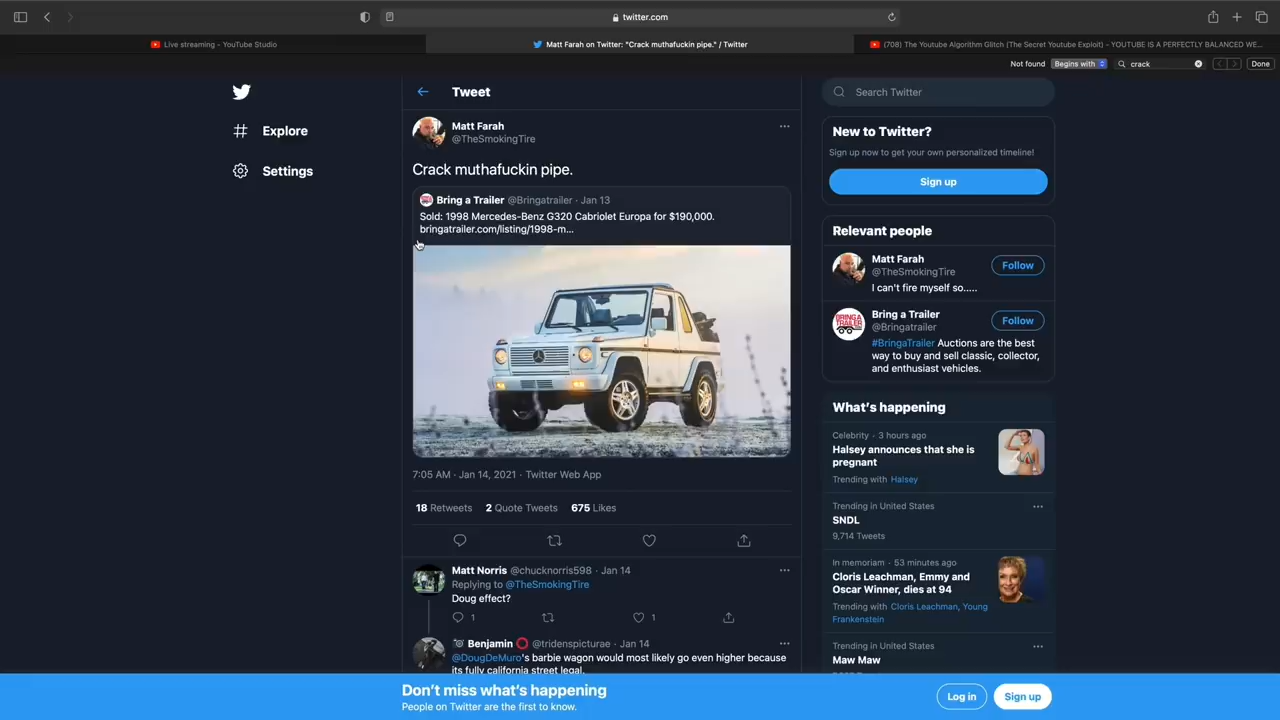 twitter.com
Live streaming - YouTube Studio
Matt Farah on Twitter: "Crack muthafuckin pipe." / Twitter
(708) The Youtube Algorithm Glitch (The Secret Youtube Exploit) - YOUTUBE IS A PERFECTLY BALANCED WE...
Not found
Begins with
crack
Done
Explore
Settings
Tweet
Matt Farah
@TheSmokingTire
Crack muthafuckin pipe.
Bring a Trailer @Bringatrailer · Jan 13
Sold: 1998 Mercedes-Benz G320 Cabriolet Europa for $190,000.
bringatrailer.com/listing/1998-m...
7:05 AM · Jan 14, 2021 · Twitter Web App
18 Retweets 2 Quote Tweets 675 Likes
Matt Norris @chucknorris598 · Jan 14
Replying to @TheSmokingTire
Doug effect?
1 1
Benjamin @tridenspicturae · Jan 14
@DougDeMuro's barbie wagon would most likely go even higher because
its fully california street legal.
Search Twitter
New to Twitter?
Sign up now to get your own personalized timeline!
Sign up
Relevant people
Matt Farah
@TheSmokingTire
Follow
I can't fire myself so.....
BRING A TRAILER
Bring a Trailer
@Bringatrailer
Follow
#BringaTrailer Auctions are the best
way to buy and sell classic, collector,
and enthusiast vehicles.
What's happening
Celebrity · 3 hours ago
Halsey announces that she is
pregnant
Trending with Halsey
Trending in United States
SNDL
9,714 Tweets
In memoriam · 53 minutes ago
Cloris Leachman, Emmy and
Oscar Winner, dies at 94
Trending with Cloris Leachman, Young
Frankenstein
Trending in United States
Maw Maw
Don't miss what's happening
People on Twitter are the first to know.
Log in
Sign up